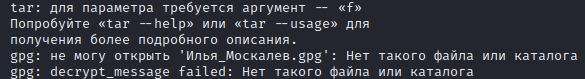 tar: для параметра требуется аргумент -- «f»
Попробуйте «tar --help» или «tar --usage» для
получения более подробного описания.
gpg: не могу открыть 'Илья_Москалев.gpg': Нет такого файла или каталога
gpg: decrypt_message failed: Нет такого файла или каталога